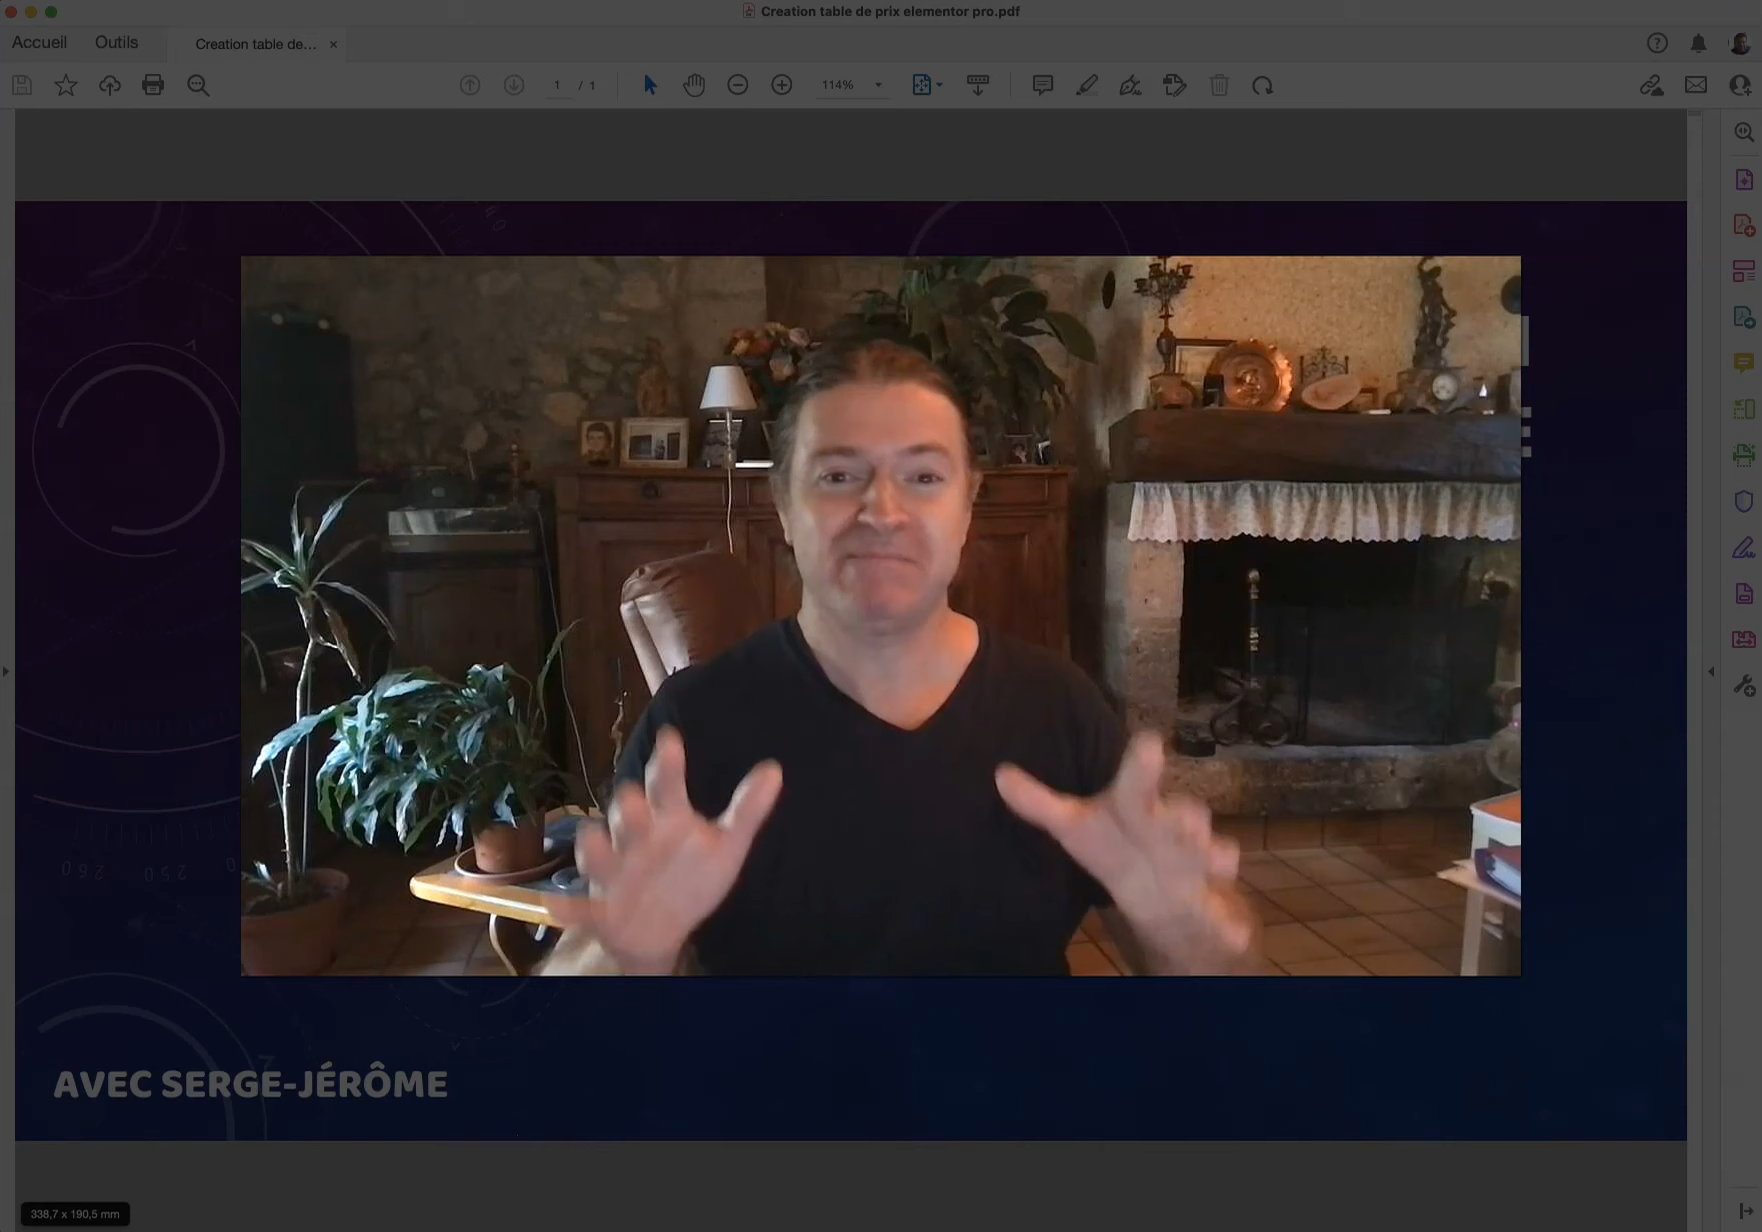 Creation table de prix elementor pro.pdf
Accueil
Outils
Creation table de...
1 / 1
114%
AVEC SERGE-JÉRÔME
338,7 x 190,5 mm